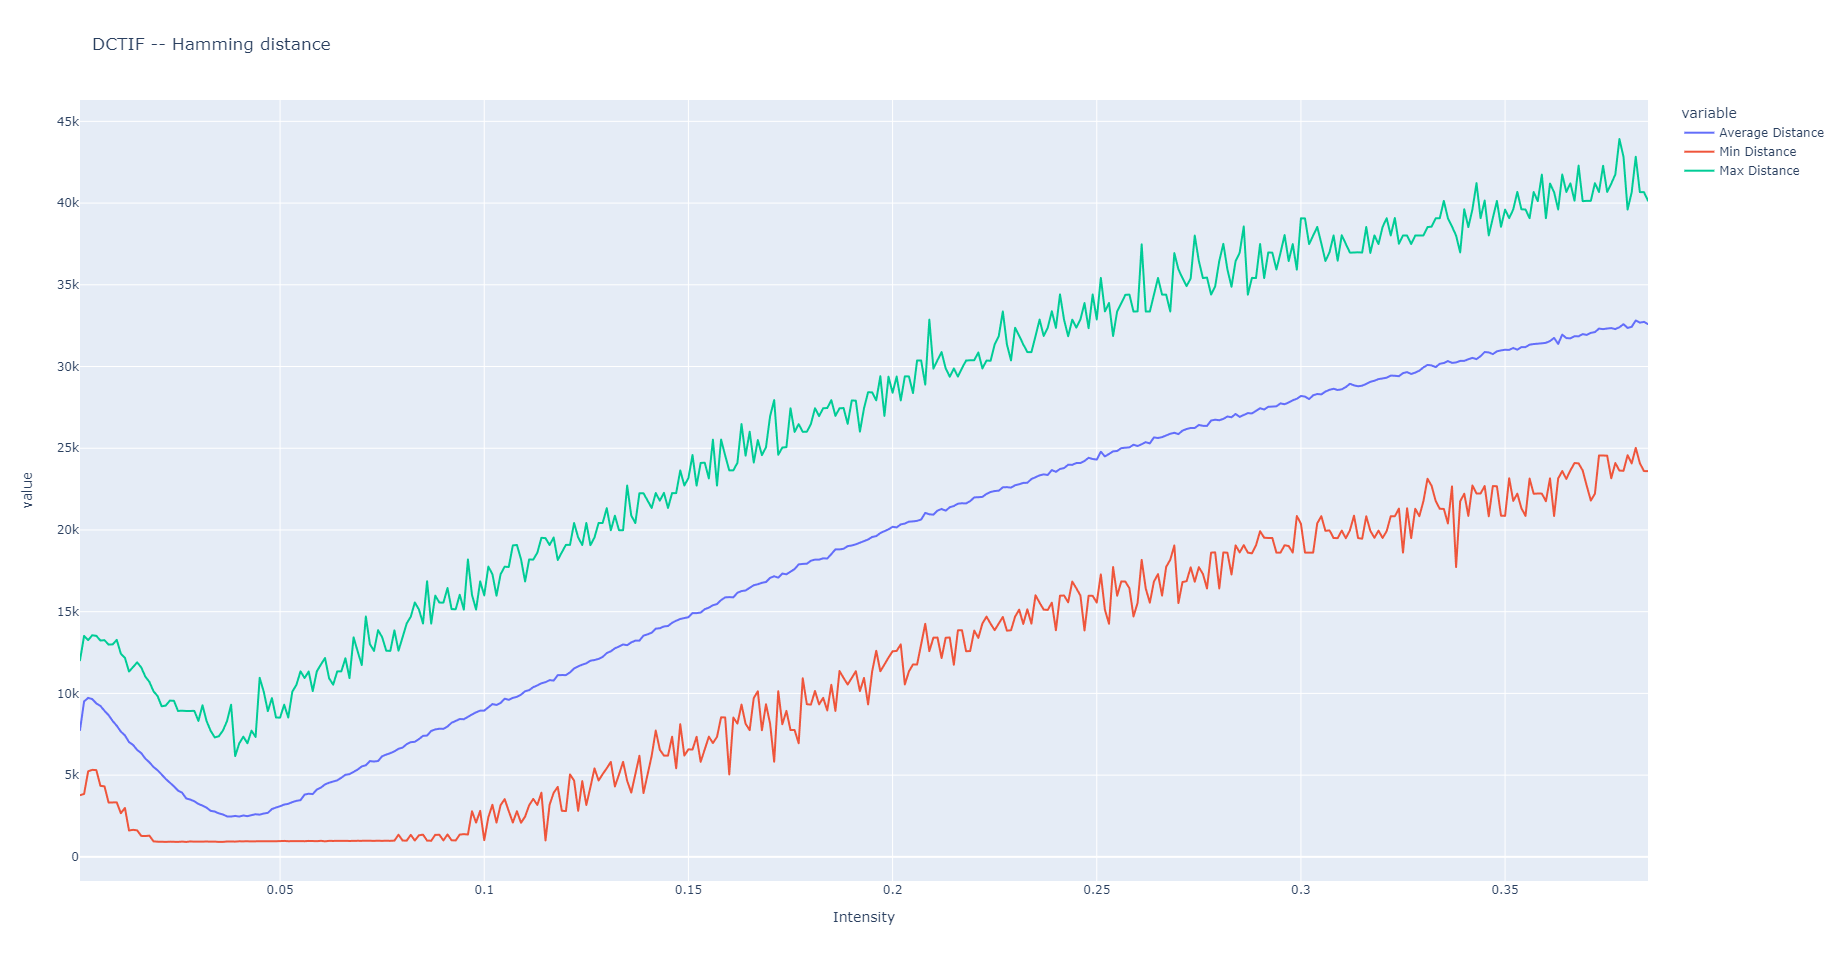 DCTIF -- Hamming distance
variable
Average Distance
Min Distance
Max Distance
value
45k
40k
35k
30k
25k
20k
15k
10k
5k
0
0.05 0.1 0.15 0.2 0.25 0.3 0.35
Intensity